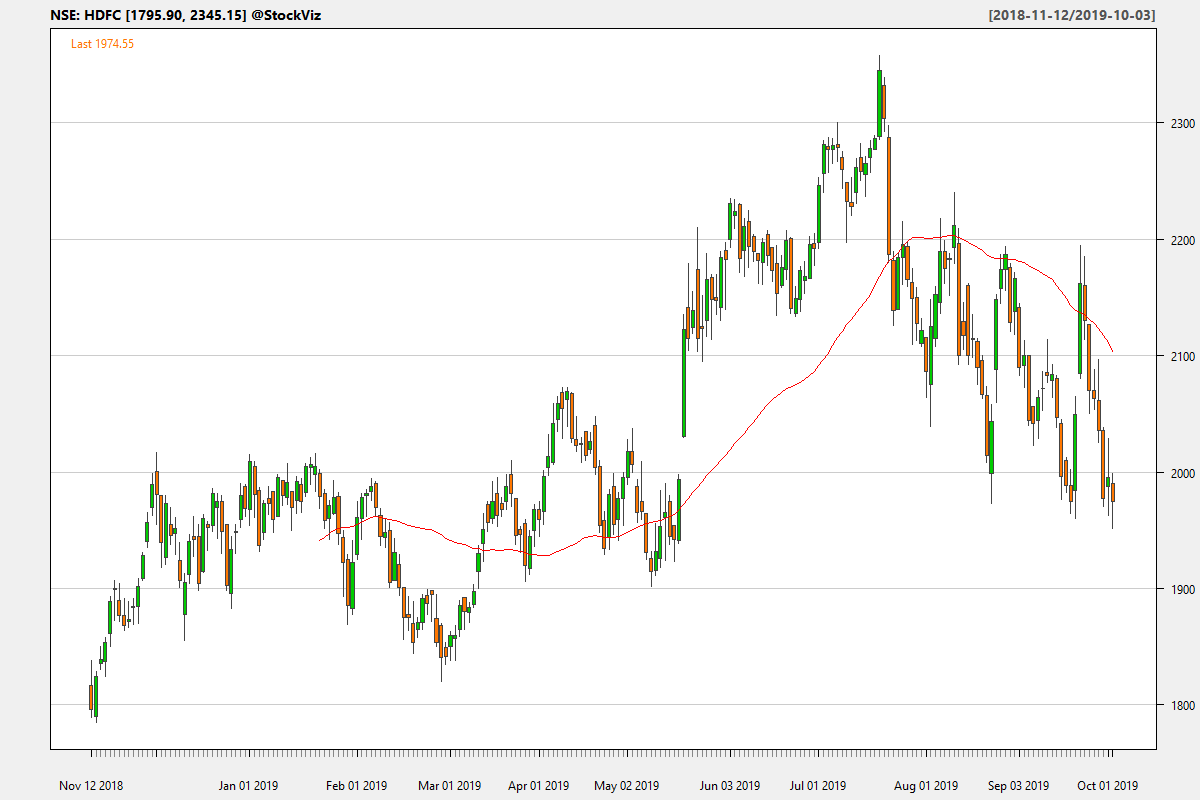 NSE: HDFC [1795.90, 2345.15] @StockViz
[2018-11-12/2019-10-03]
Last 1974.55
2300
2200
2100
2000
1900
1800
Nov 12 2018 Jan 01 2019 Feb 01 2019 Mar 01 2019 Apr 01 2019 May 02 2019 Jun 03 2019 Jul 01 2019 Aug 01 2019 Sep 03 2019 Oct 01 2019